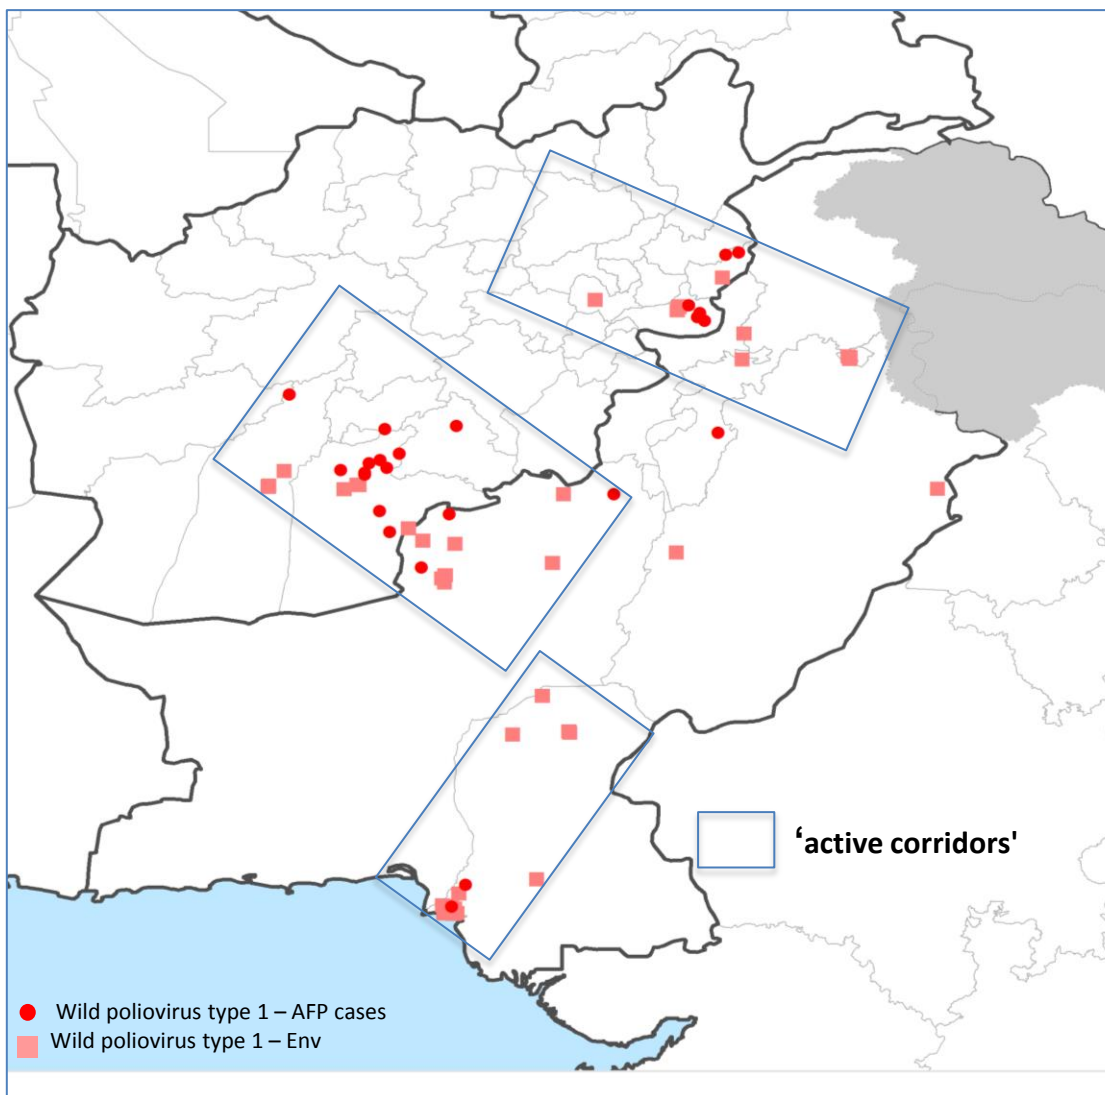 ‘active corridors'
Wild poliovirus type 1 – AFP cases
Wild poliovirus type 1 – Env